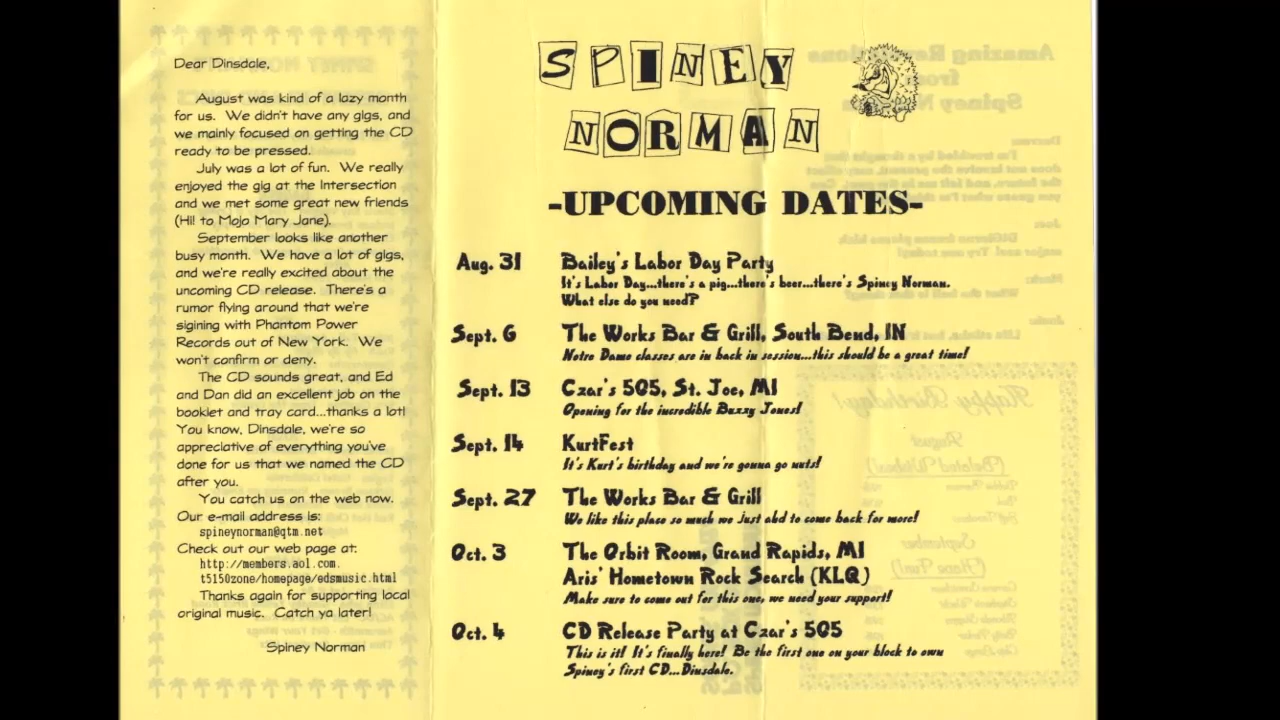 Dear Dinsdale,
August was kind of a lazy month
for us. We didn't have any gigs, and
we mainly focused on getting the CD
ready to be pressed.
July was a lot of fun. We really
enjoyed the gig at the Intersection
and we met some great new friends
(Hi! to Mojo Mary Jane).
September looks like another
busy month. We have a lot of gigs,
and we're really excited about the
uncoming CD release. There's a
rumor flying around that we're
sigining with Phantom Power
Records out of New York. We
won't confirm or deny.
The CD sounds great, and Ed
and Dan did an excellent job on the
booklet and tray card...thanks a lot!
You know, Dinsdale, we're so
appreciative of everything you've
done for us that we named the CD
after you.
You catch us on the web now.
Our e-mail address is:
spineynorman@qtm.net
Check out our web page at:
http://members.aol.com.
t5150zone/homepage/edsmusic.html
Thanks again for supporting local
original music. Catch ya later!
Spiney Norman
SPINEY
NORMAN
-UPCOMING DATES-
Aug. 31 Bailey's Labor Day Party
It's Labor Day...there's a pig...there's beer...there's Spiney Norman.
What else do you need?
Sept. 6 The Works Bar & Grill, South Bend, IN
Notre Dame classes are in back in session...this should be a great time!
Sept. 13 Czar's 505, St. Joe, MI
Opening for the incredible Buzzy Jones!
Sept. 14 KurtFest
It's Kurt's birthday and we're gonna go nuts!
Sept. 27 The Works Bar & Grill
We like this place so much we just ahd to come back for more!
Oct. 3 The Orbit Room, Grand Rapids, MI
Aris' Hometown Rock Search (KLQ)
Make sure to come out for this one, we need your support!
Oct. 4 CD Release Party at Czar's 505
This is it! It's finally here! Be the first one on your block to own
Spiney's first CD...Dinsdale.